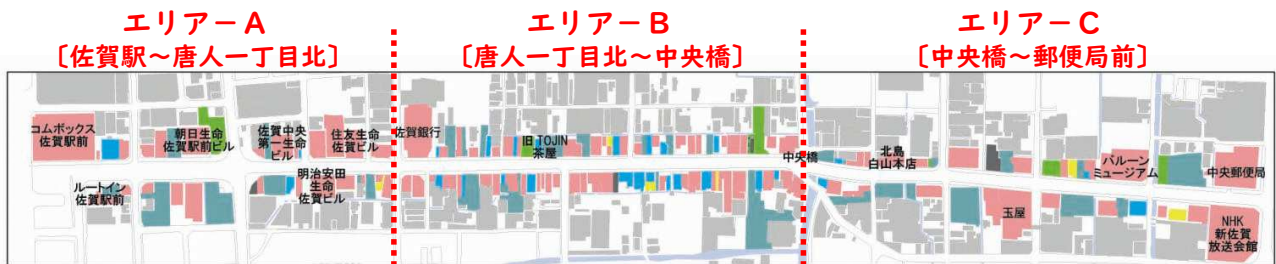 エリアーA
〔佐賀駅～唐人一丁目北〕
エリアーB
〔唐人一丁目北～中央橋〕
エリアーC
〔中央橋～郵便局前〕
コムボックス
佐賀駅前
朝日生命
佐賀駅前ビル
佐賀中央
第一生命
ビル
住友生命
佐賀ビル
ルートイン
佐賀駅前
明治安田
生命
佐賀ビル
佐賀銀行
旧 TOJIN
茶屋
中央橋
北島
白山本店
バルーン
ミュージアム
中央郵便局
玉屋
NHK
新佐賀
放送会館